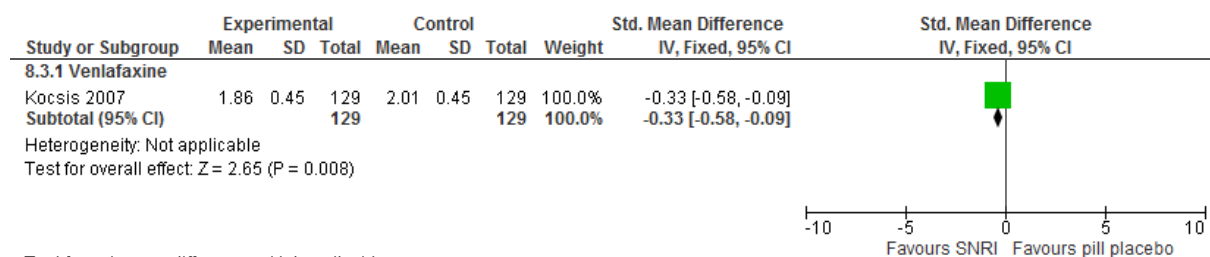 Experimental Control Std. Mean Difference Std. Mean Difference
Study or Subgroup Mean SD Total Mean SD Total Weight IV, Fixed, 95% CI IV, Fixed, 95% CI
8.3.1 Venlafaxine
Kocsis 2007 1.86 0.45 129 2.01 0.45 129 100.0% -0.33 [-0.58, -0.09]
Subtotal (95% CI) 129 129 100.0% -0.33 [-0.58, -0.09]
Heterogeneity: Not applicable
Test for overall effect: Z = 2.65 (P = 0.008)
-10 -5 0 5 10
Favours SNRI Favours pill placebo